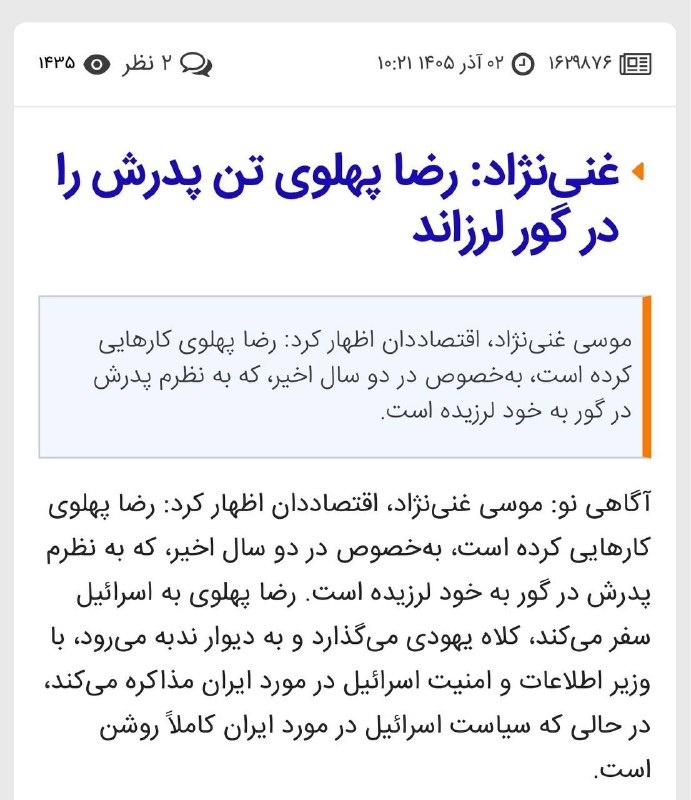 ۱۶۲۹۸۷۶ ۰۲ آذر ۱۴۰۵ ۱۰:۲۱ ۲ نظر ۱۴۳۵
غنی‌نژاد: رضا پهلوی تن پدرش را
در گور لرزاند
موسی غنی‌نژاد، اقتصاددان اظهار کرد: رضا پهلوی کارهایی
کرده است، به‌خصوص در دو سال اخیر، که به نظرم پدرش
در گور به خود لرزیده است.
آگاهی نو: موسی غنی‌نژاد، اقتصاددان اظهار کرد: رضا پهلوی
کارهایی کرده است، به‌خصوص در دو سال اخیر، که به نظرم
پدرش در گور به خود لرزیده است. رضا پهلوی به اسرائیل
سفر می‌کند، کلاه یهودی می‌گذارد و به دیوار ندبه می‌رود، با
وزیر اطلاعات و امنیت اسرائیل در مورد ایران مذاکره می‌کند،
در حالی که سیاست اسرائیل در مورد ایران کاملاً روشن
است.